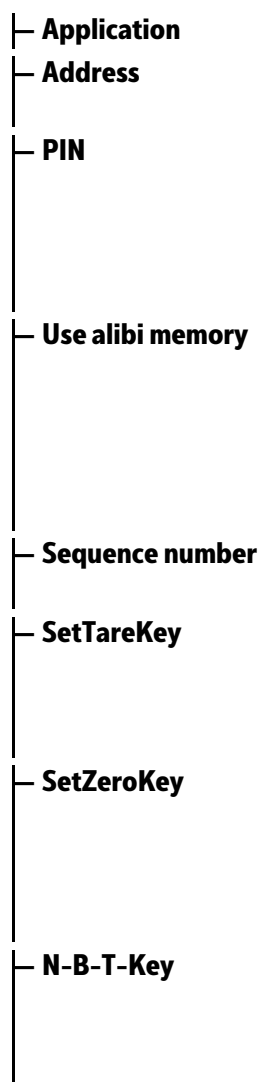 Application
Address
PIN
Use alibi memory
Sequence number
SetTareKey
SetZeroKey
N-B-T-Key